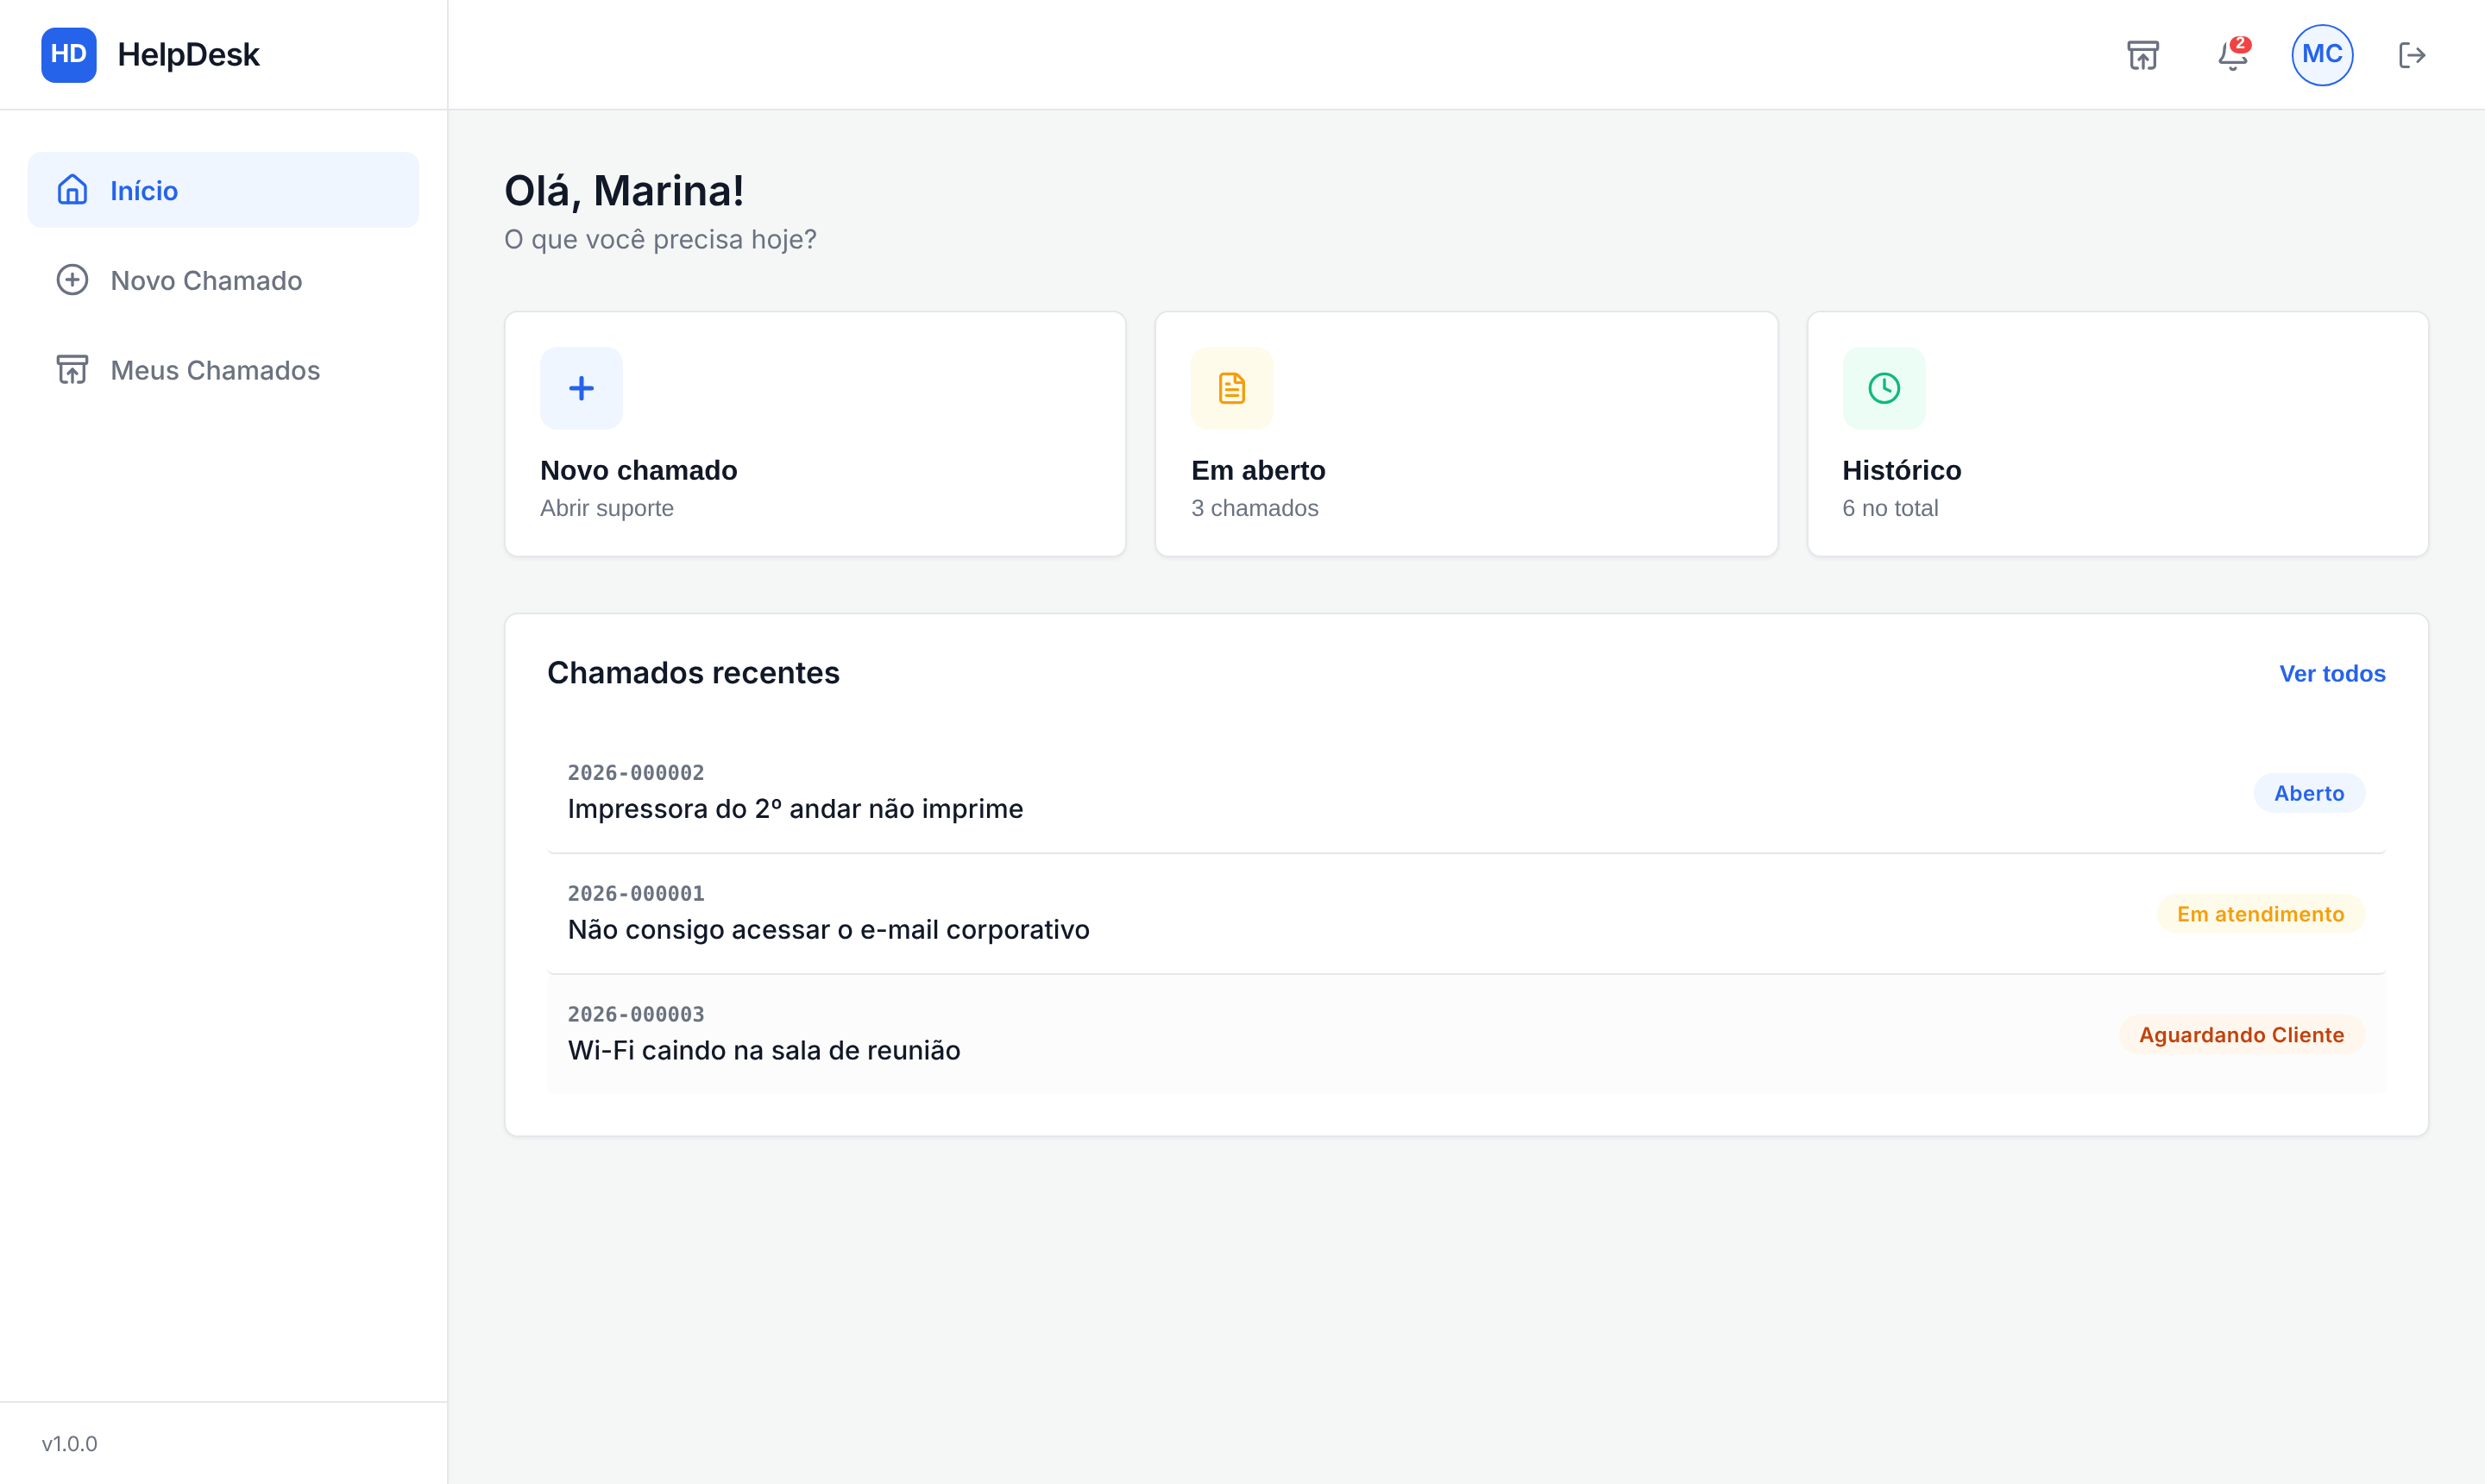 HD HelpDesk
2 MC
Início
Novo Chamado
Meus Chamados
Olá, Marina!
O que você precisa hoje?
Novo chamado
Abrir suporte
Em aberto
3 chamados
Histórico
6 no total
Chamados recentes
Ver todos
2026-000002
Impressora do 2º andar não imprime
Aberto
2026-000001
Não consigo acessar o e-mail corporativo
Em atendimento
2026-000003
Wi-Fi caindo na sala de reunião
Aguardando Cliente
v1.0.0